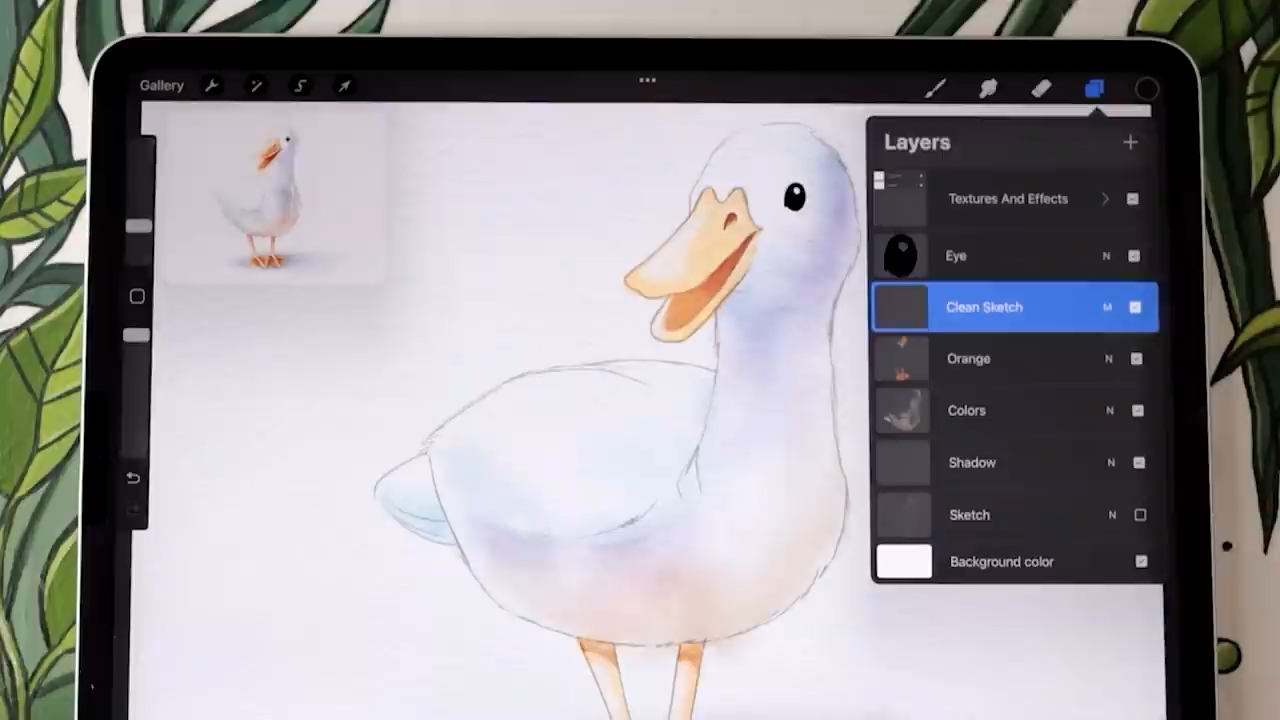 Gallery
Layers
Textures And Effects
Eye N
Clean Sketch M
Orange N
Colors N
Shadow N
Sketch N
Background color